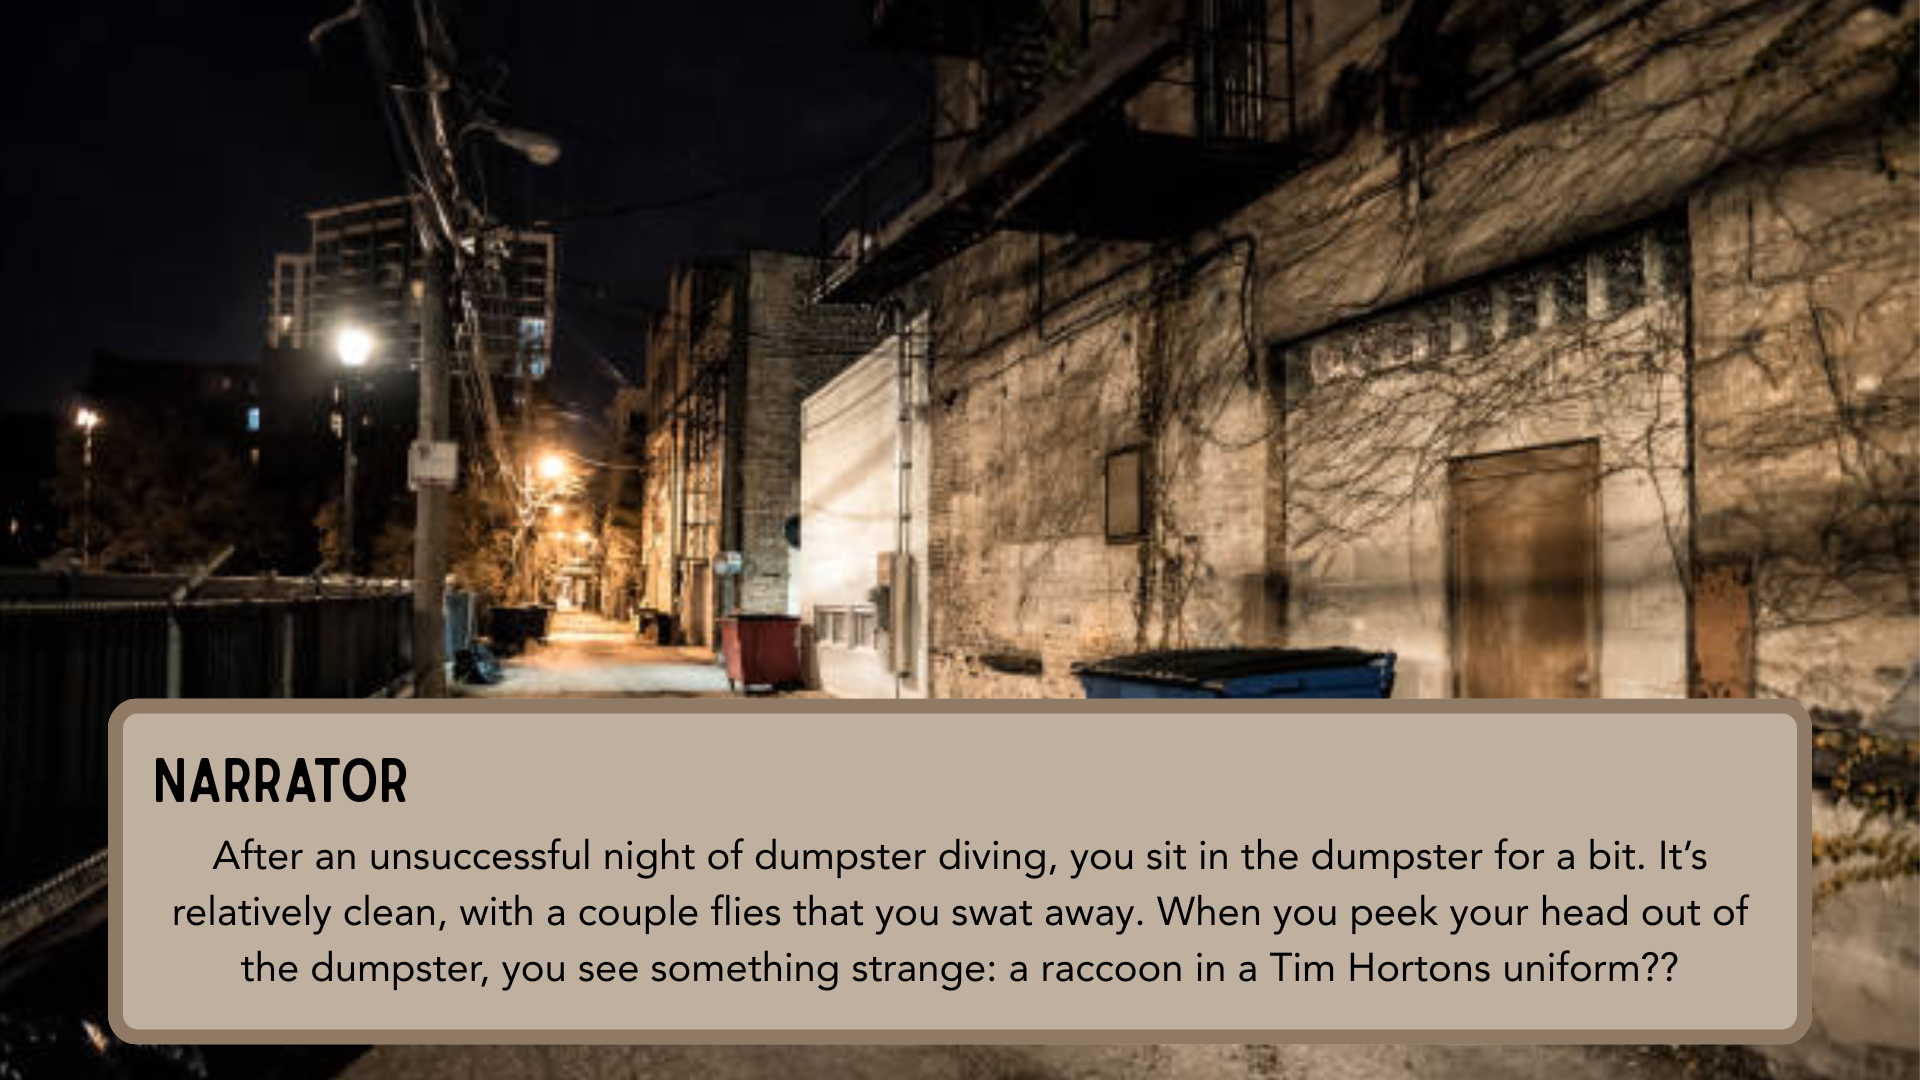 NARRATOR
After an unsuccessful night of dumpster diving, you sit in the dumpster for a bit. It’s
relatively clean, with a couple flies that you swat away. When you peek your head out of
the dumpster, you see something strange: a raccoon in a Tim Hortons uniform??